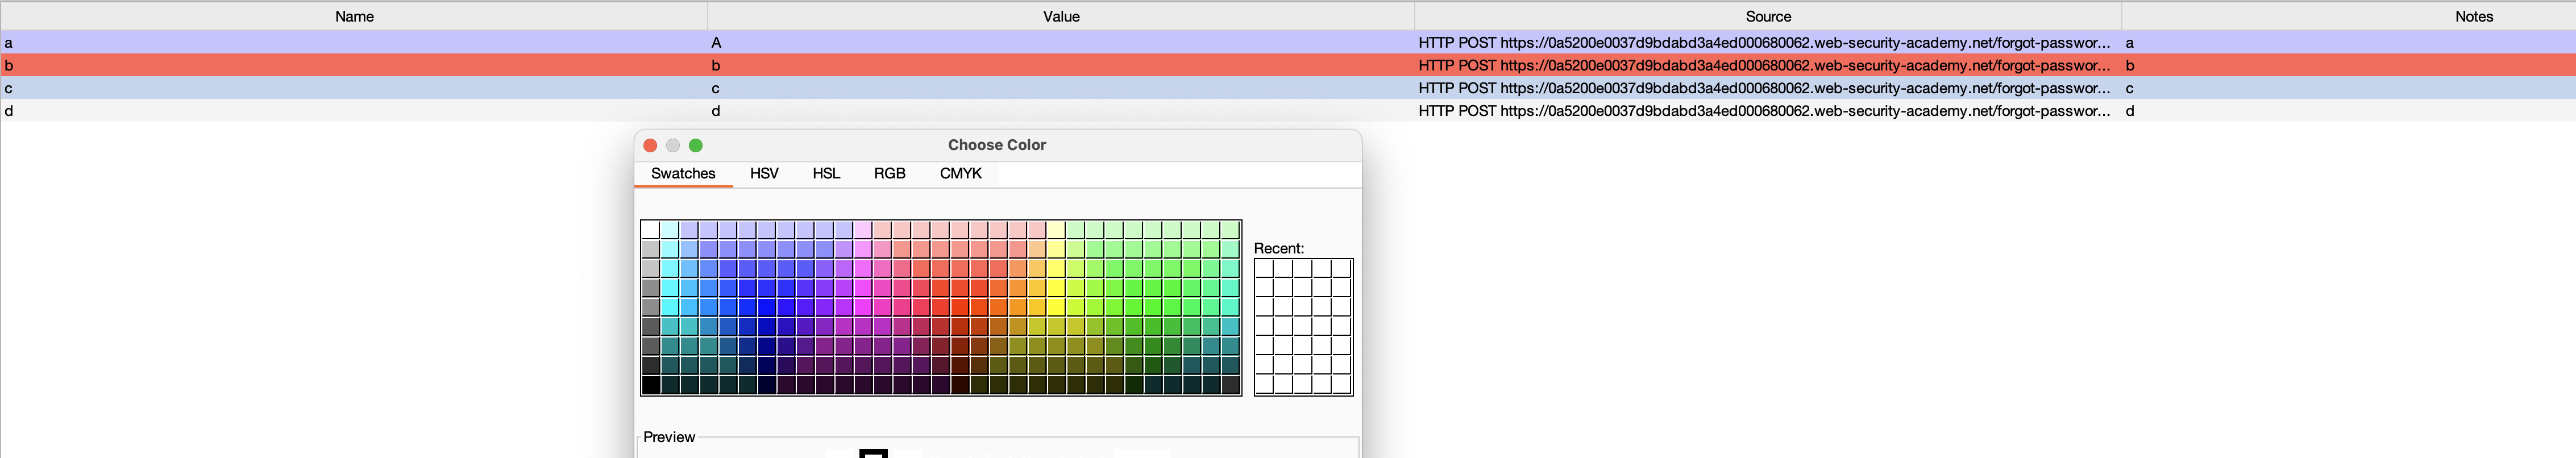 Name Value Source Notes
a A HTTP POST https://0a5200e0037d9bdabd3a4ed000680062.web-security-academy.net/forgot-passwor... a
b b HTTP POST https://0a5200e0037d9bdabd3a4ed000680062.web-security-academy.net/forgot-passwor... b
c c HTTP POST https://0a5200e0037d9bdabd3a4ed000680062.web-security-academy.net/forgot-passwor... c
d d HTTP POST https://0a5200e0037d9bdabd3a4ed000680062.web-security-academy.net/forgot-passwor... d
Choose Color
Swatches HSV HSL RGB CMYK
Recent:
Preview